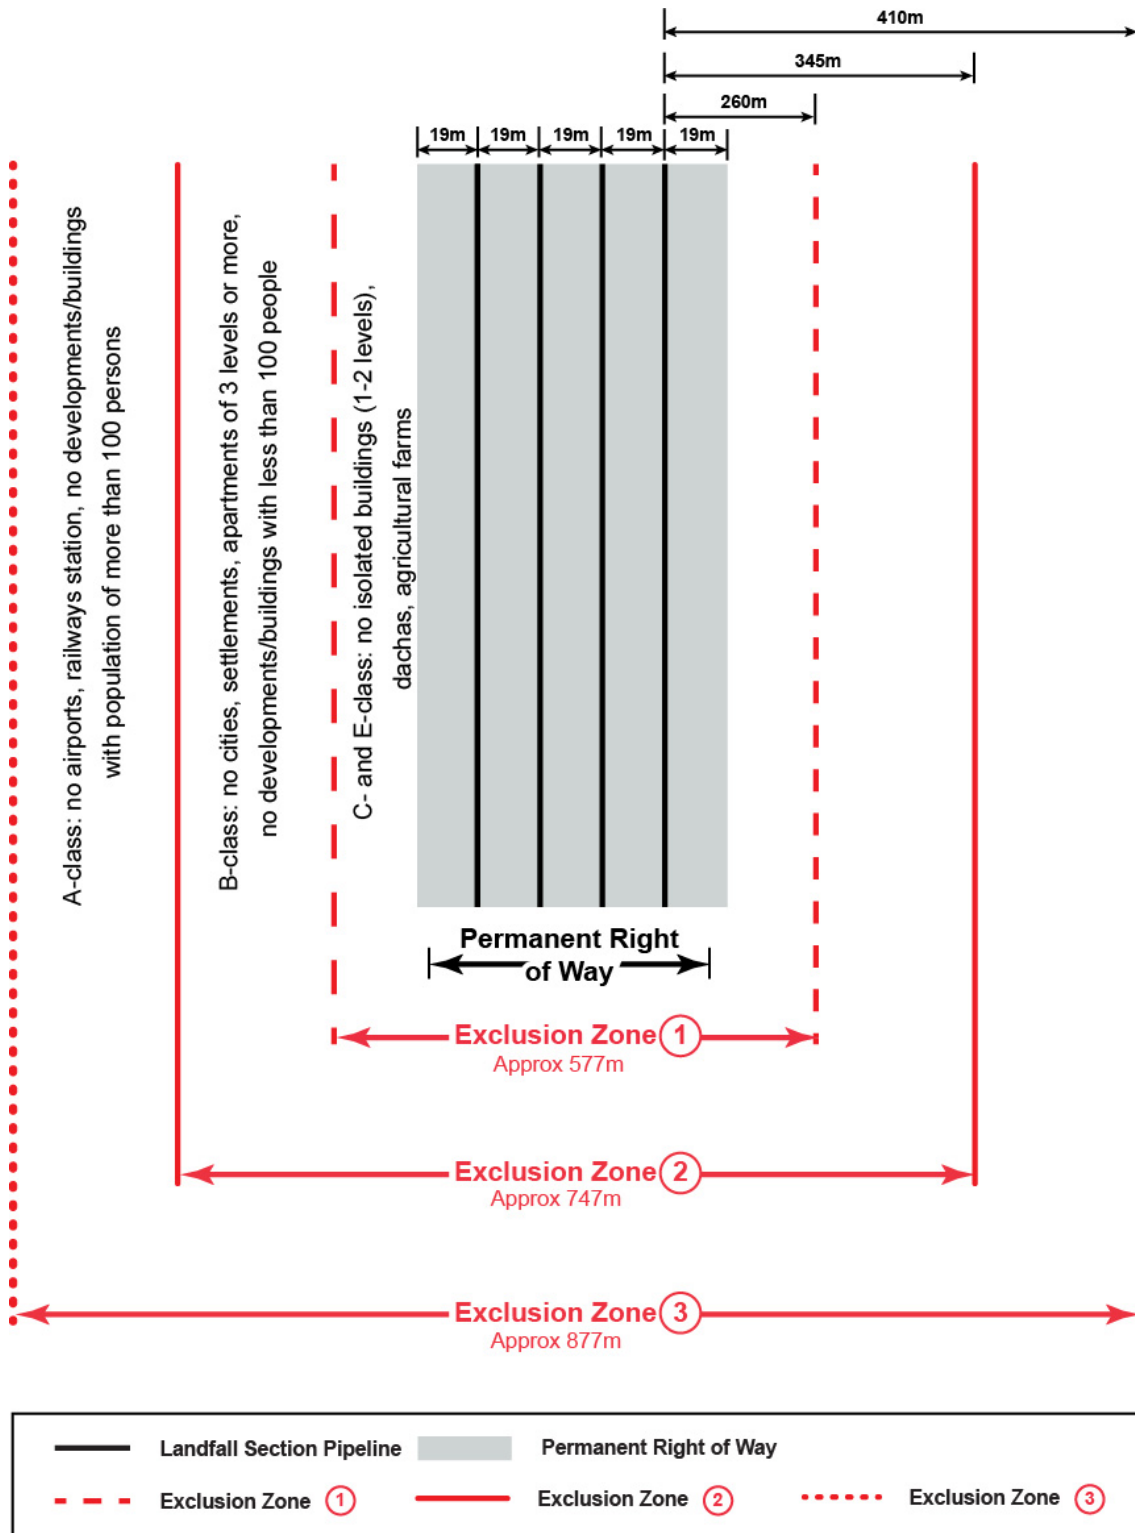 410m
345m
260m
19m 19m 19m 19m 19m
A-class: no airports, railways station, no developments/buildings
with population of more than 100 persons
B-class: no cities, settlements, apartments of 3 levels or more,
no developments/buildings with less than 100 people
C- and E-class: no isolated buildings (1-2 levels),
dachas, agricultural farms
Permanent Right
of Way
Exclusion Zone 1
Approx 577m
Exclusion Zone 2
Approx 747m
Exclusion Zone 3
Approx 877m
Landfall Section Pipeline Permanent Right of Way
Exclusion Zone 1 Exclusion Zone 2 Exclusion Zone 3